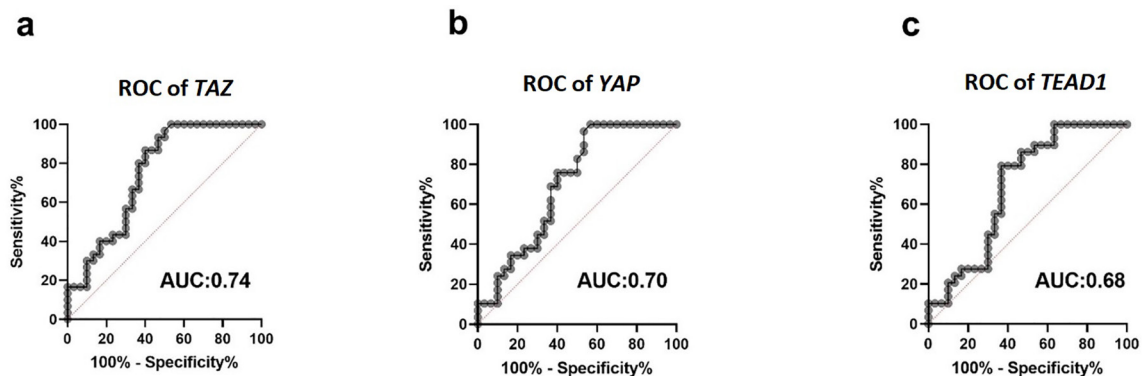 a
ROC of TAZ
100
80
60
40
20
0
Sensitivity%
AUC:0.74
0 20 40 60 80 100
100% - Specificity%
b
ROC of YAP
100
80
60
40
20
0
Sensitivity%
AUC:0.70
0 20 40 60 80 100
100% - Specificity%
c
ROC of TEAD1
100
80
60
40
20
0
Sensitivity%
AUC:0.68
0 20 40 60 80 100
100% - Specificity%